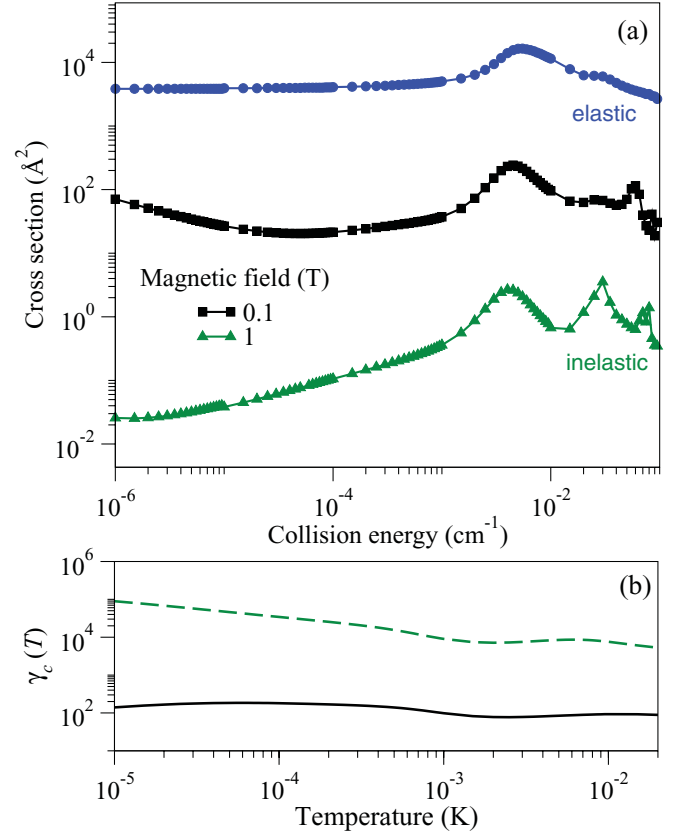 (a)
10^4
elastic
10^2
Cross section (Å^2)
Magnetic field (T)
0.1
1
10^0
inelastic
10^-2
10^-6
10^-4
10^-2
Collision energy (cm^-1)
(b)
10^6
10^4
γ_c(T)
10^2
10^-5
10^-4
10^-3
10^-2
Temperature (K)